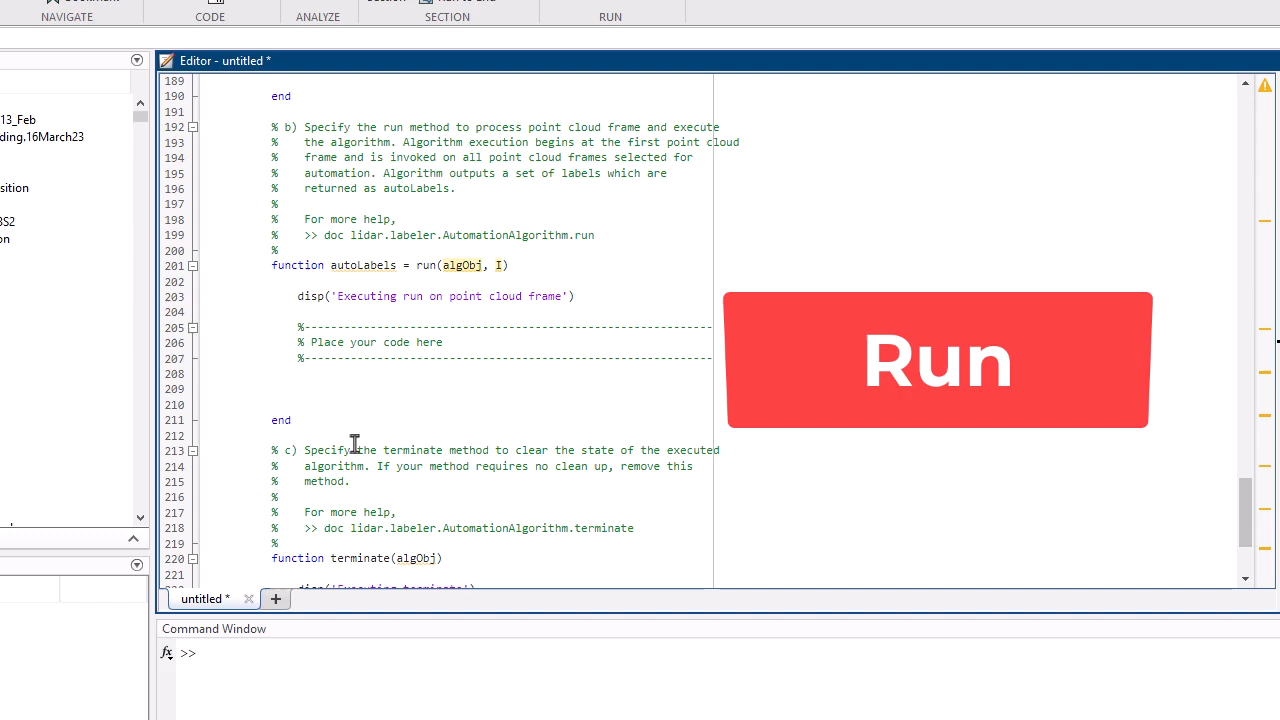 NAVIGATE CODE ANALYZE SECTION RUN
Editor - untitled *
13_Feb
ding.16March23
sition
3S2
189
190 end
191
192 % b) Specify the run method to process point cloud frame and execute
193 % the algorithm. Algorithm execution begins at the first point cloud
194 % frame and is invoked on all point cloud frames selected for
195 % automation. Algorithm outputs a set of labels which are
196 % returned as autoLabels.
197 %
198 % For more help,
199 % >> doc lidar.labeler.AutomationAlgorithm.run
200 %
201 function autoLabels = run(algObj, I)
202
203 disp('Executing run on point cloud frame')
204
205 %--------------------------------------------------------------
206 % Place your code here
207 %--------------------------------------------------------------
208
209
210
211 end
212
213 % c) Specify the terminate method to clear the state of the executed
214 % algorithm. If your method requires no clean up, remove this
215 % method.
216 %
217 % For more help,
218 % >> doc lidar.labeler.AutomationAlgorithm.terminate
219 %
220 function terminate(algObj)
221
Run
untitled * × +
Command Window
fx >>